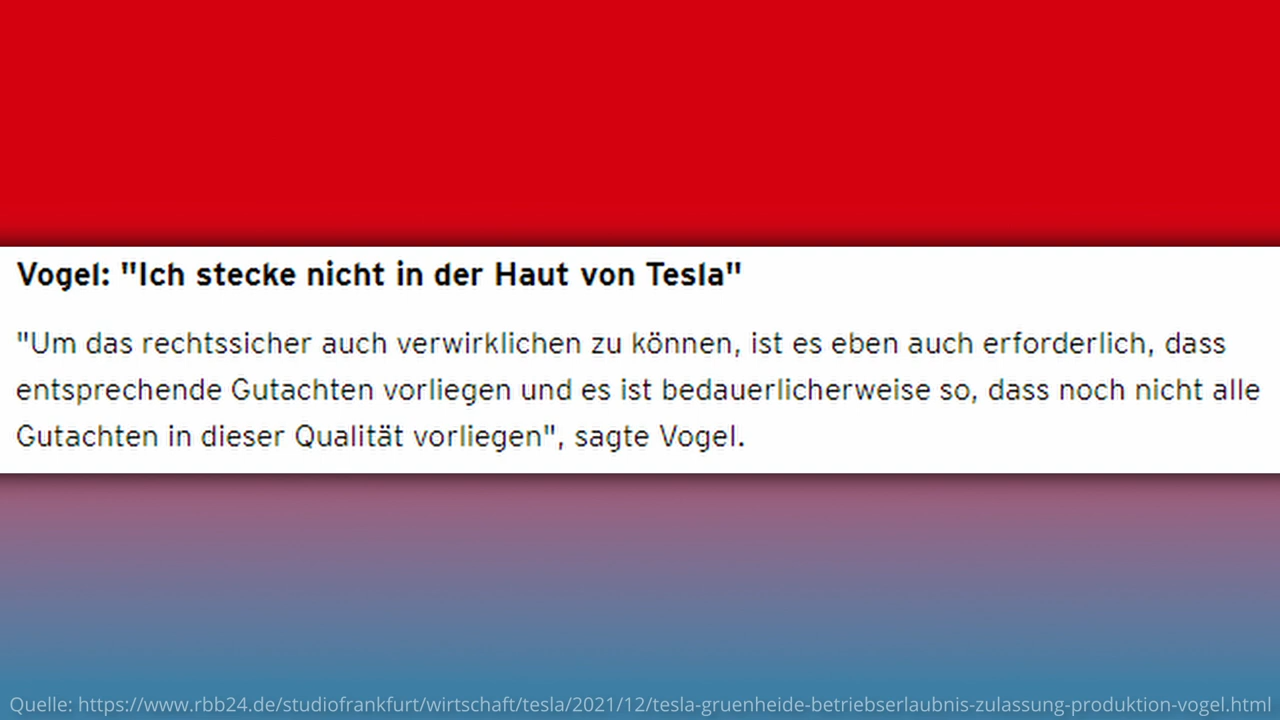 Vogel: "Ich stecke nicht in der Haut von Tesla"
"Um das rechtssicher auch verwirklichen zu können, ist es eben auch erforderlich, dass
entsprechende Gutachten vorliegen und es ist bedauerlicherweise so, dass noch nicht alle
Gutachten in dieser Qualität vorliegen", sagte Vogel.
Quelle: https://www.rbb24.de/studiofrankfurt/wirtschaft/tesla/2021/12/tesla-gruenheide-betriebserlaubnis-zulassung-produktion-vogel.html